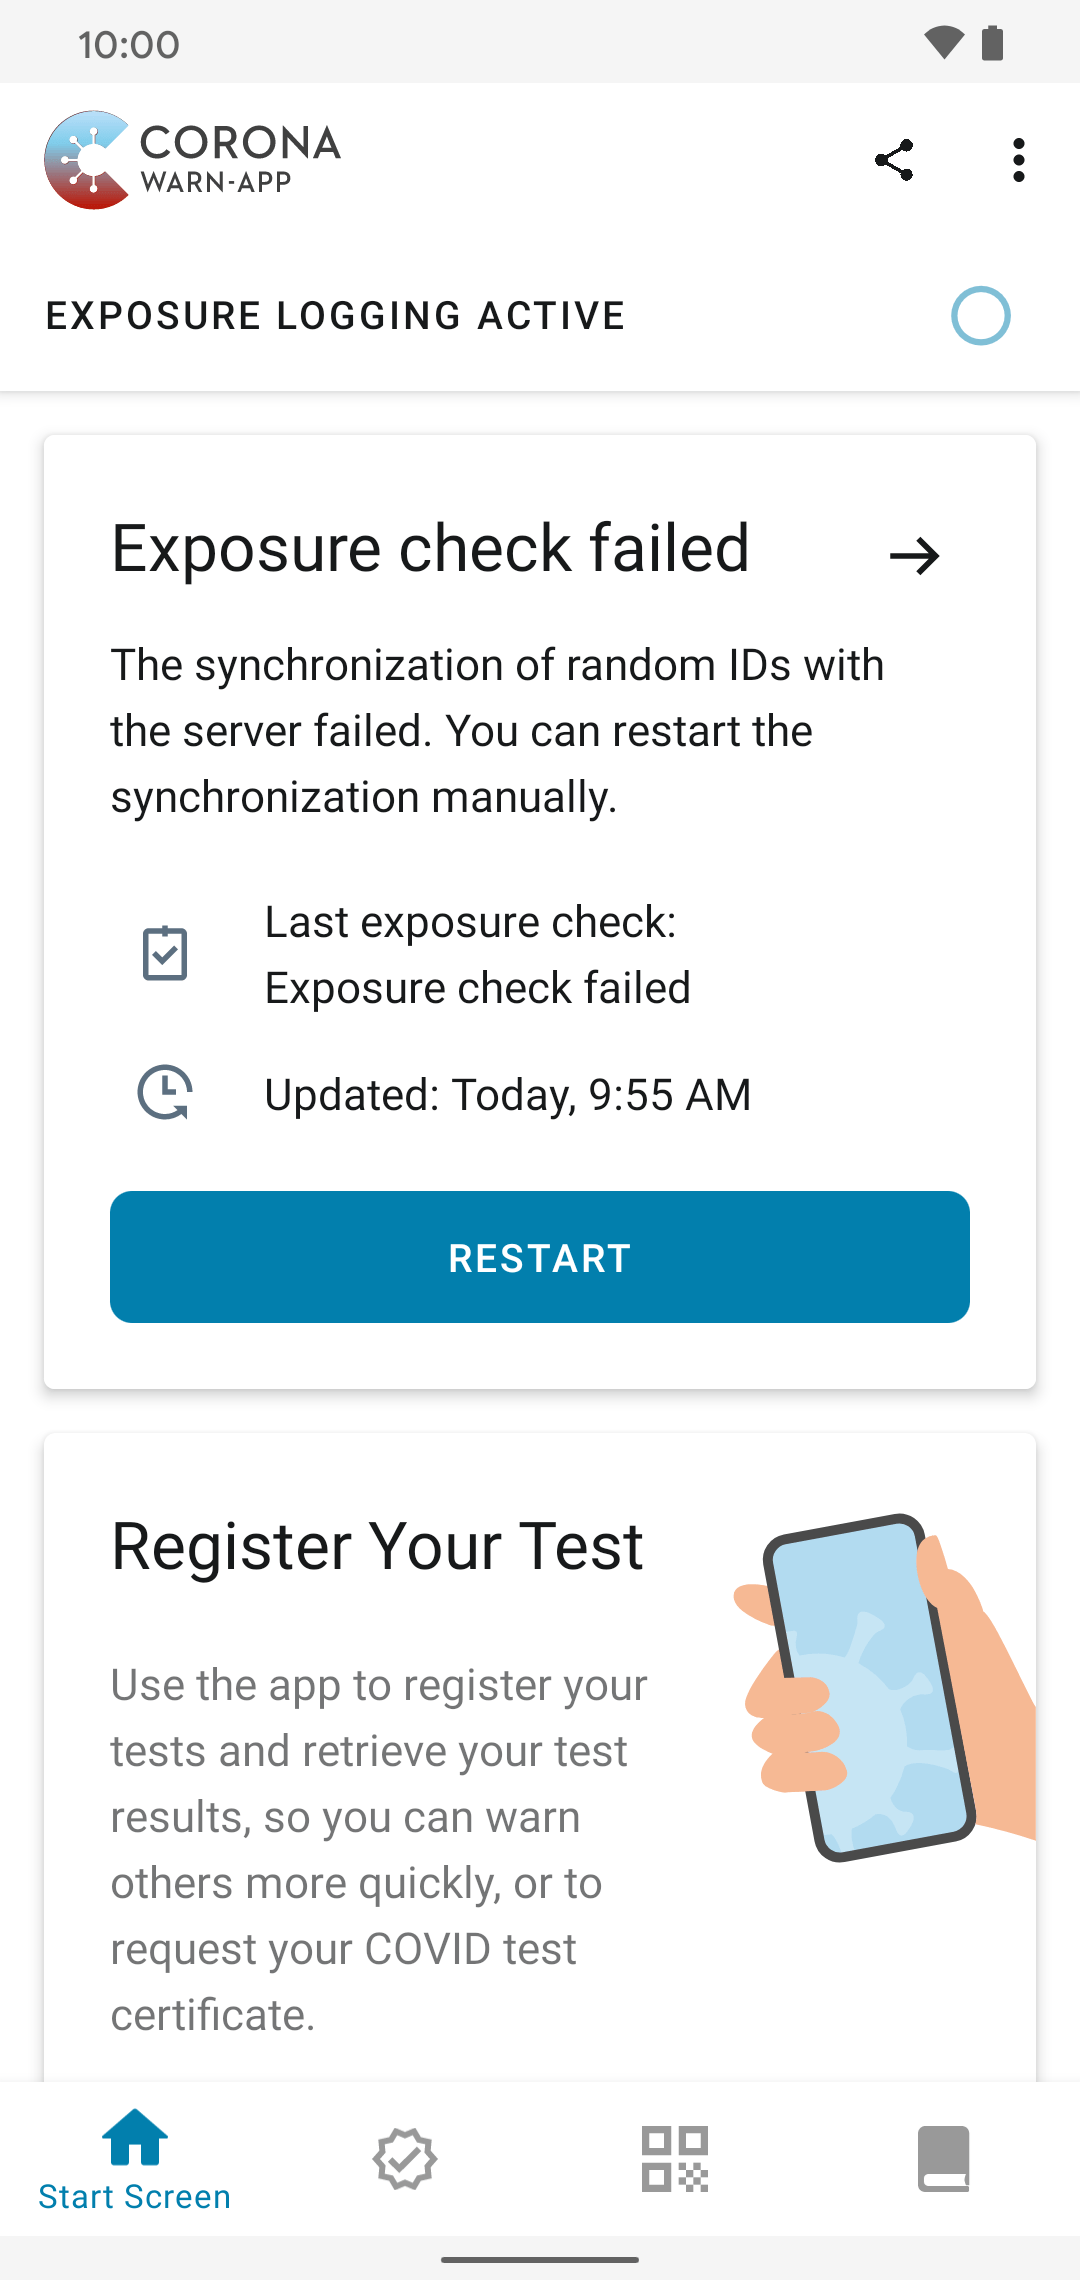 10:00
CORONA
WARN-APP
EXPOSURE LOGGING ACTIVE
Exposure check failed
The synchronization of random IDs with
the server failed. You can restart the
synchronization manually.
Last exposure check:
Exposure check failed
Updated: Today, 9:55 AM
RESTART
Register Your Test
Use the app to register your
tests and retrieve your test
results, so you can warn
others more quickly, or to
request your COVID test
certificate.
Start Screen